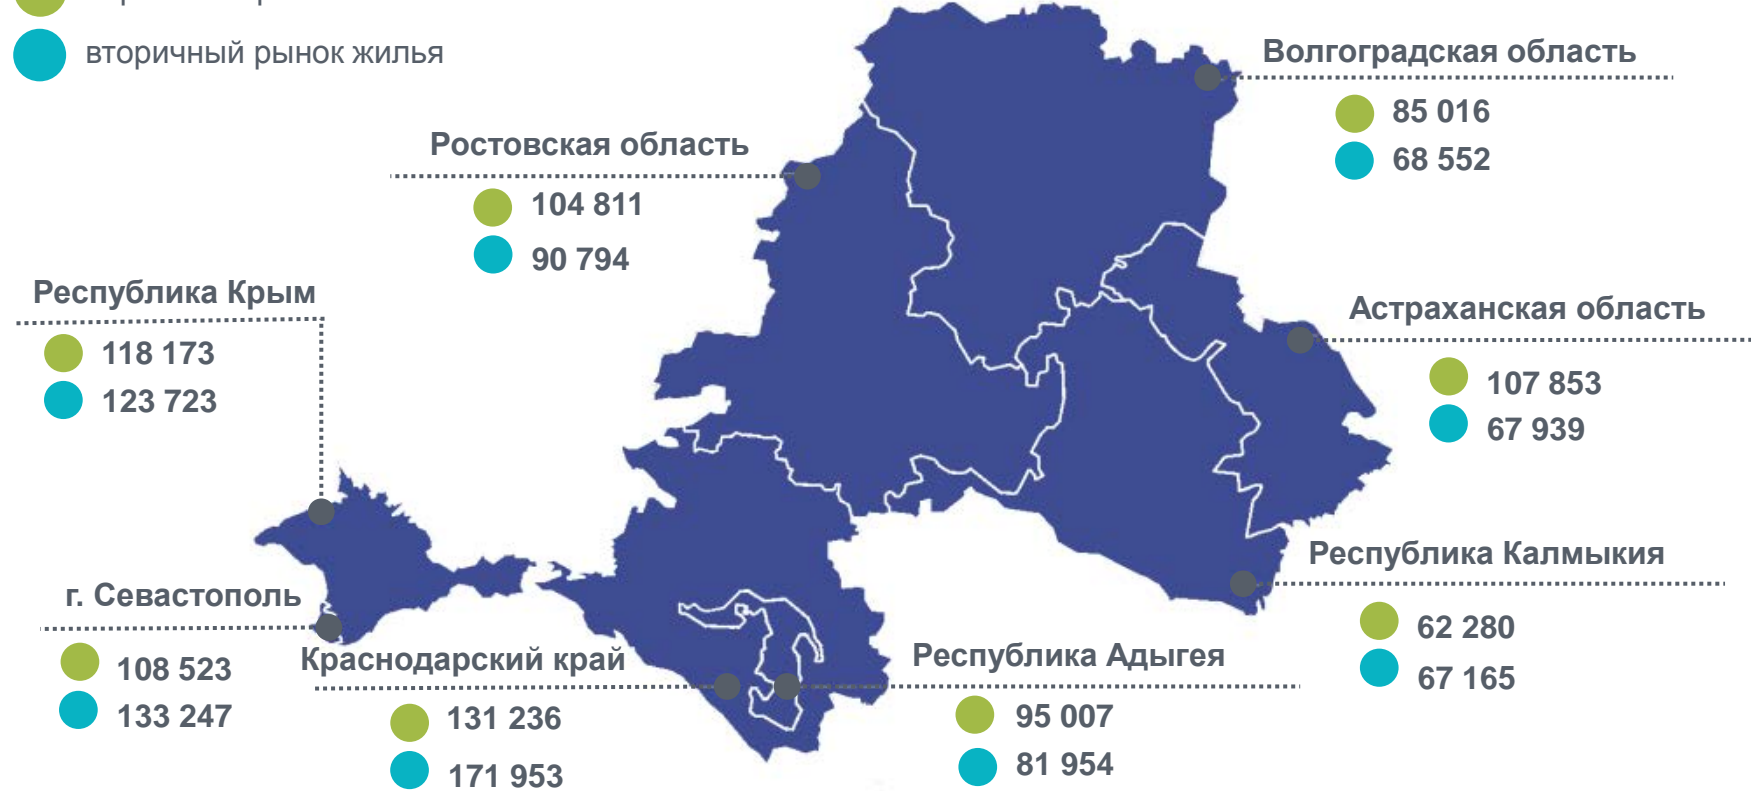 вторичный рынок жилья
Волгоградская область
85 016
68 552
Ростовская область
104 811
90 794
Республика Крым
118 173
123 723
Астраханская область
107 853
67 939
Республика Калмыкия
62 280
67 165
г. Севастополь
108 523
133 247
Краснодарский край
131 236
171 953
Республика Адыгея
95 007
81 954